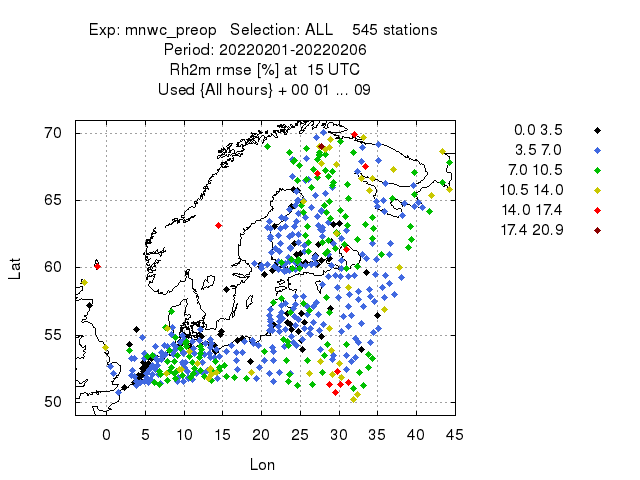 Exp: mnwc_preop   Selection: ALL    545 stations
Period: 20220201-20220206
Rh2m rmse [%] at  15 UTC
Used {All hours} + 00 01 ... 09
0.0 3.5
3.5 7.0
7.0 10.5
10.5 14.0
14.0 17.4
17.4 20.9
70
65
60
55
50
Lat
0 5 10 15 20 25 30 35 40 45
Lon